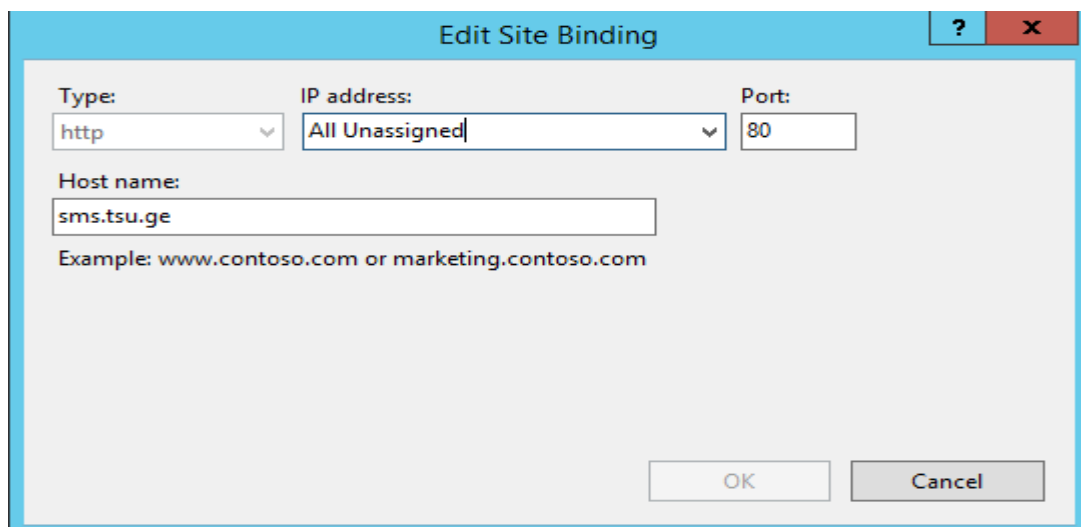 Edit Site Binding
? x
Type: IP address: Port:
http All Unassigned 80
Host name:
sms.tsu.ge
Example: www.contoso.com or marketing.contoso.com
OK Cancel